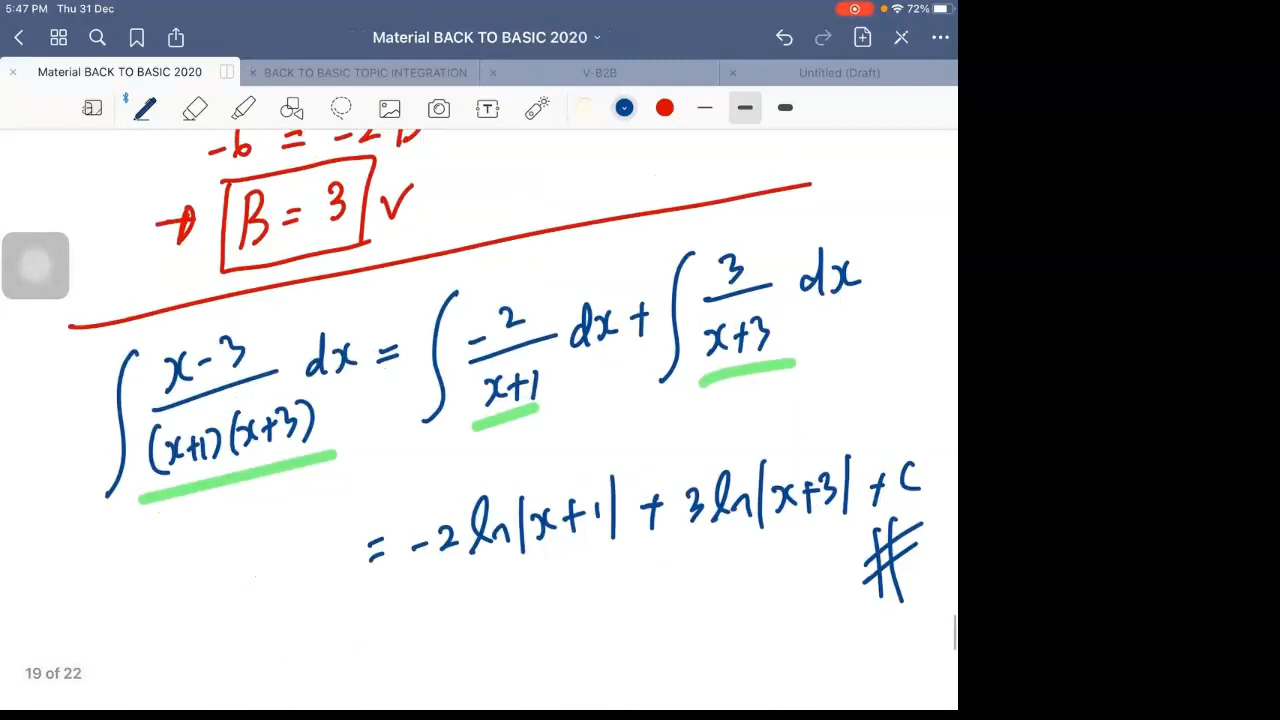 5:47 PM Thu 31 Dec
72%
Material BACK TO BASIC 2020
Material BACK TO BASIC 2020
BACK TO BASIC TOPIC INTEGRATION
V-B2B
Untitled (Draft)
-6 = -2B
→ B = 3 ✓
∫ x-3/(x+1)(x+3) dx = ∫ -2/x+1 dx + ∫ 3/x+3 dx
= -2 ln|x+1| + 3 ln|x+3| + C
#
19 of 22